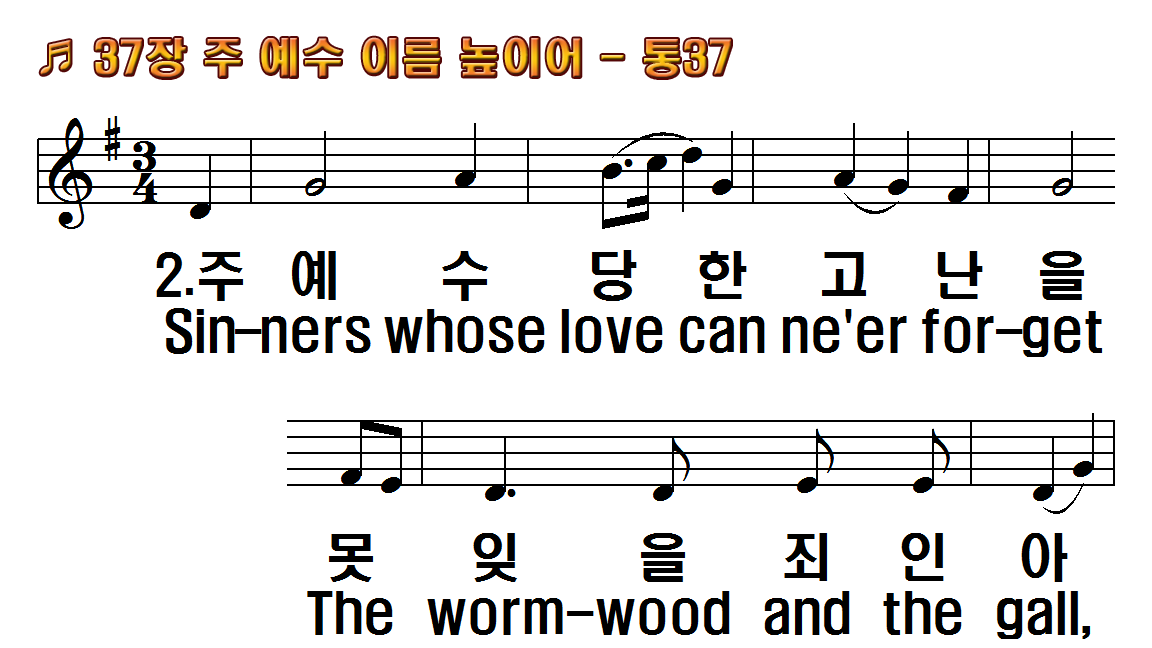 ♬ 37장 주 예수 이름 높이어 - 통37
3
4
2.주 예 수 당 한 고 난 을
Sin-ners whose love can ne'er for-get
못 잊 을 죄 인 아
The worm-wood and the gall,